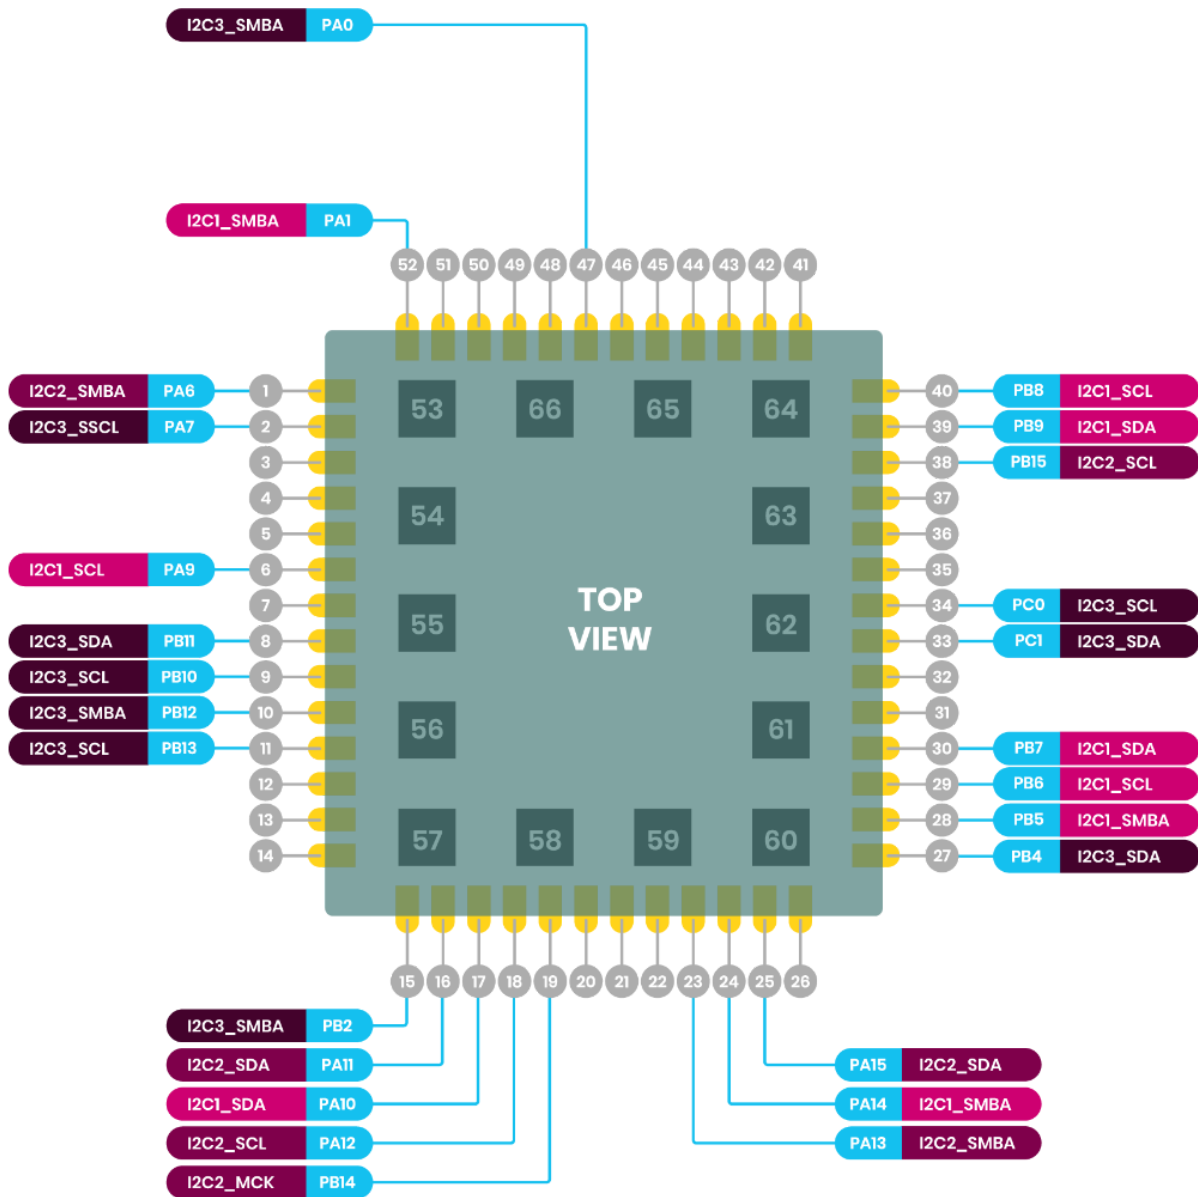 I2C3_SMBA PA0
I2C1_SMBA PA1
52 51 50 49 48 47 46 45 44 43 42 41
I2C2_SMBA PA6 1
I2C3_SSCL PA7 2
3
4
5
I2C1_SCL PA9 6
7
I2C3_SDA PB11 8
I2C3_SCL PB10 9
I2C3_SMBA PB12 10
I2C3_SCL PB13 11
12
13
14
53 66 65 64
54 63
55 62
56 61
57 58 59 60
TOP
VIEW
40 PB8 I2C1_SCL
39 PB9 I2C1_SDA
38 PB15 I2C2_SCL
37
36
35
34 PC0 I2C3_SCL
33 PC1 I2C3_SDA
32
31
30 PB7 I2C1_SDA
29 PB6 I2C1_SCL
28 PB5 I2C1_SMBA
27 PB4 I2C3_SDA
15 16 17 18 19 20 21 22 23 24 25 26
I2C3_SMBA PB2
I2C2_SDA PA11
I2C1_SDA PA10
I2C2_SCL PA12
I2C2_MCK PB14
PA15 I2C2_SDA
PA14 I2C1_SMBA
PA13 I2C2_SMBA